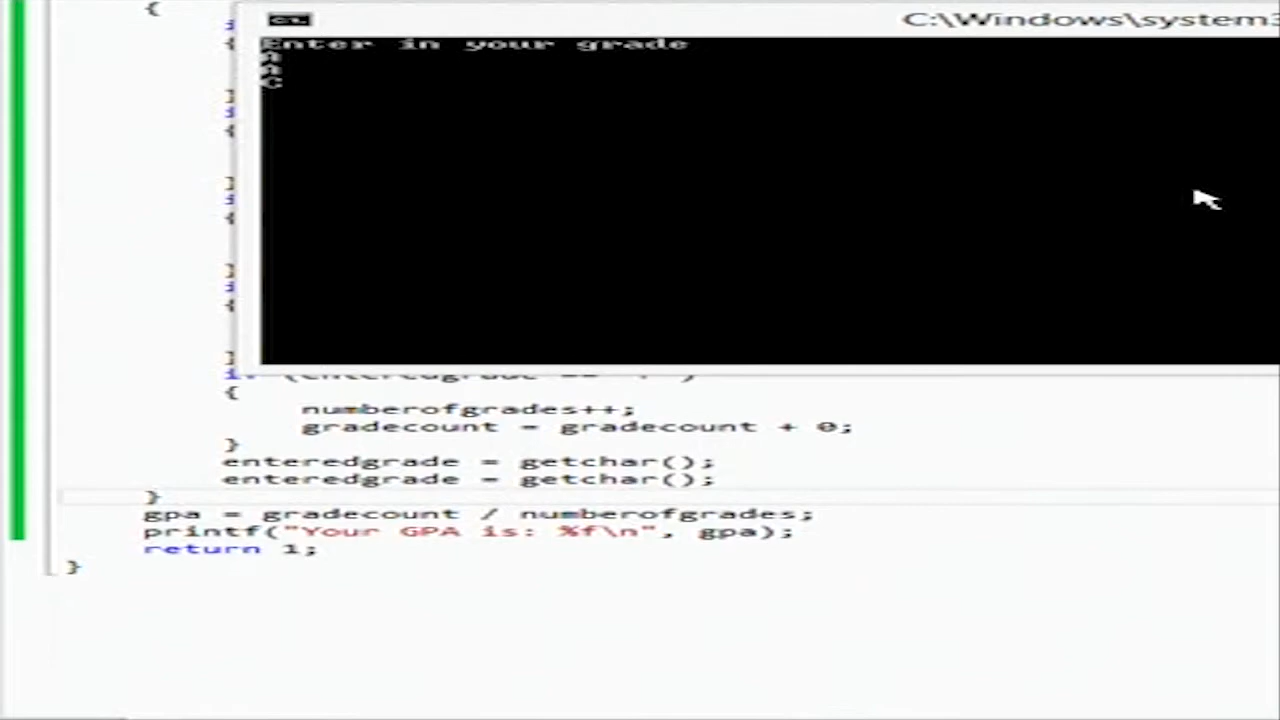 {
C:\Windows\system3
Enter in your grade
A
A
C
{
numberofgrades++;
gradecount = gradecount + 0;
}
enteredgrade = getchar();
enteredgrade = getchar();
}
gpa = gradecount / numberofgrades;
printf("Your GPA is: %f\n", gpa);
return 1;
}